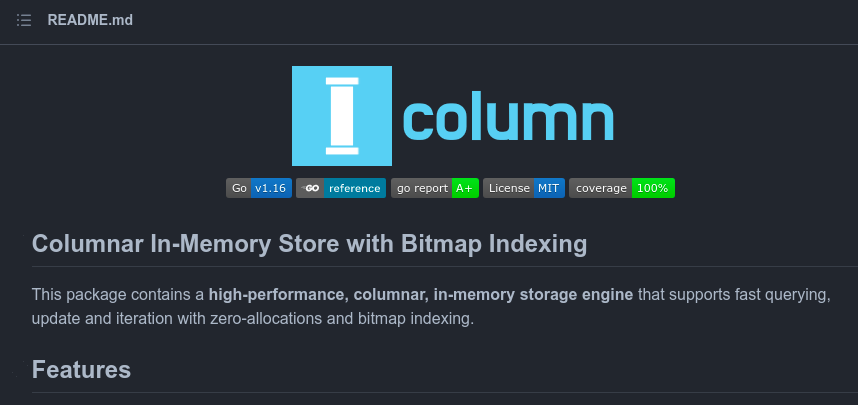 README.md
column
Go v1.16 GO reference go report A+ License MIT coverage 100%
Columnar In-Memory Store with Bitmap Indexing
This package contains a high-performance, columnar, in-memory storage engine that supports fast querying,
update and iteration with zero-allocations and bitmap indexing.
Features